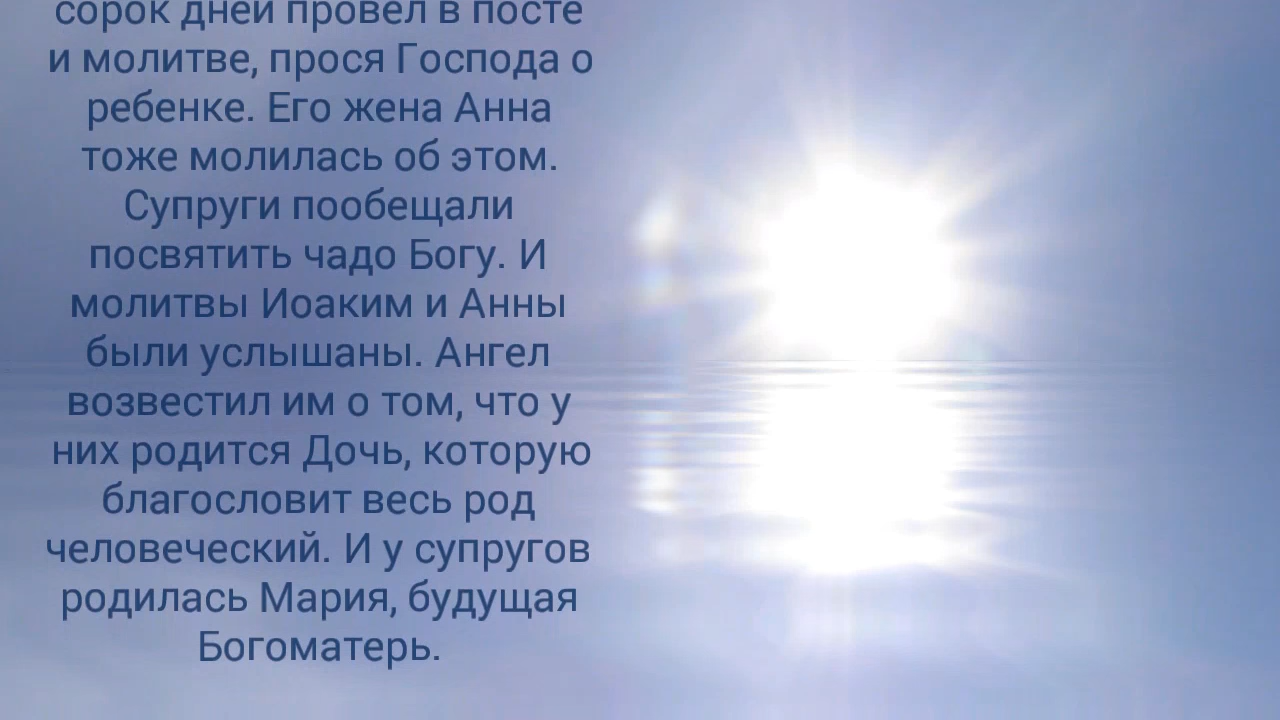 сорок дней провел в посте
и молитве, прося Господа о
ребенке. Его жена Анна
тоже молилась об этом.
Супруги пообещали
посвятить чадо Богу. И
молитвы Иоаким и Анны
были услышаны. Ангел
возвестил им о том, что у
них родится Дочь, которую
благословит весь род
человеческий. И у супругов
родилась Мария, будущая
Богоматерь.